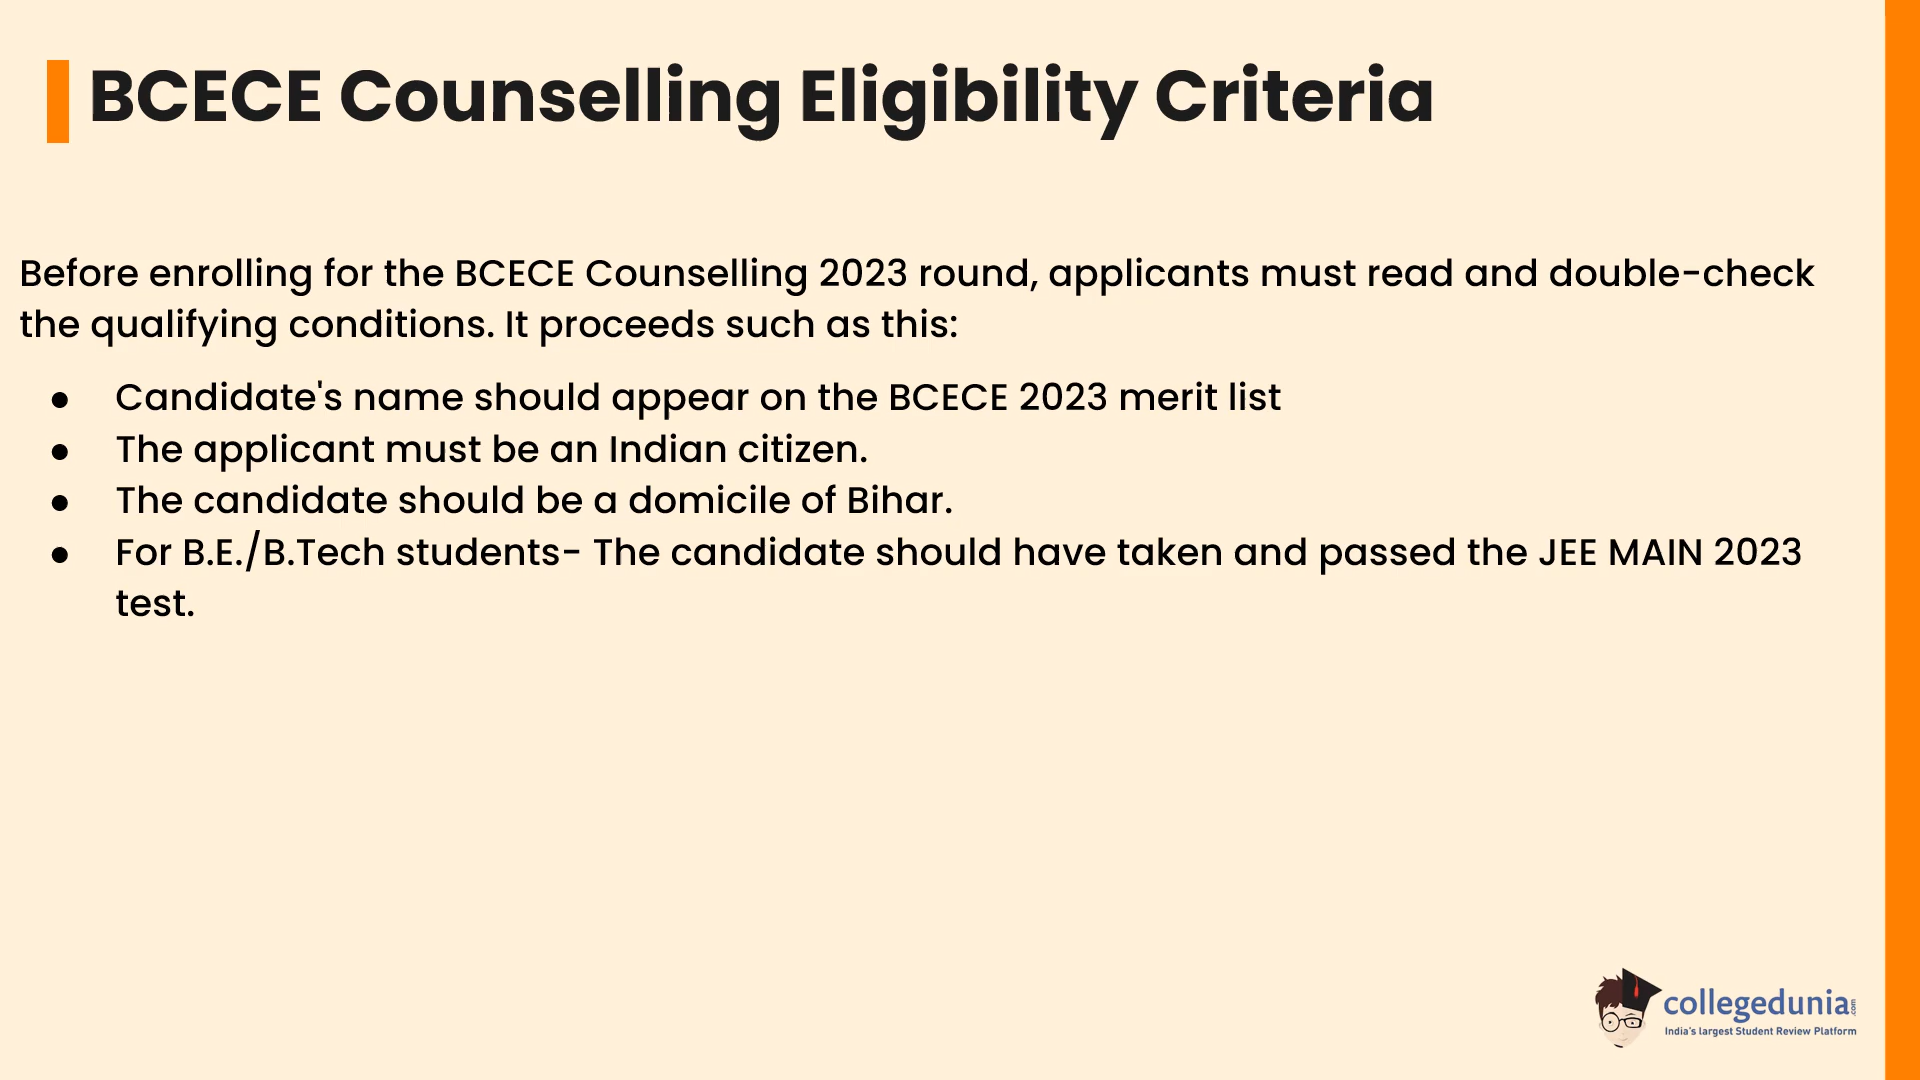 BCECE Counselling Eligibility Criteria
Before enrolling for the BCECE Counselling 2023 round, applicants must read and double-check
the qualifying conditions. It proceeds such as this:
● Candidate's name should appear on the BCECE 2023 merit list
● The applicant must be an Indian citizen.
● The candidate should be a domicile of Bihar.
● For B.E./B.Tech students- The candidate should have taken and passed the JEE MAIN 2023
test.
collegedunia.com
India's largest Student Review Platform